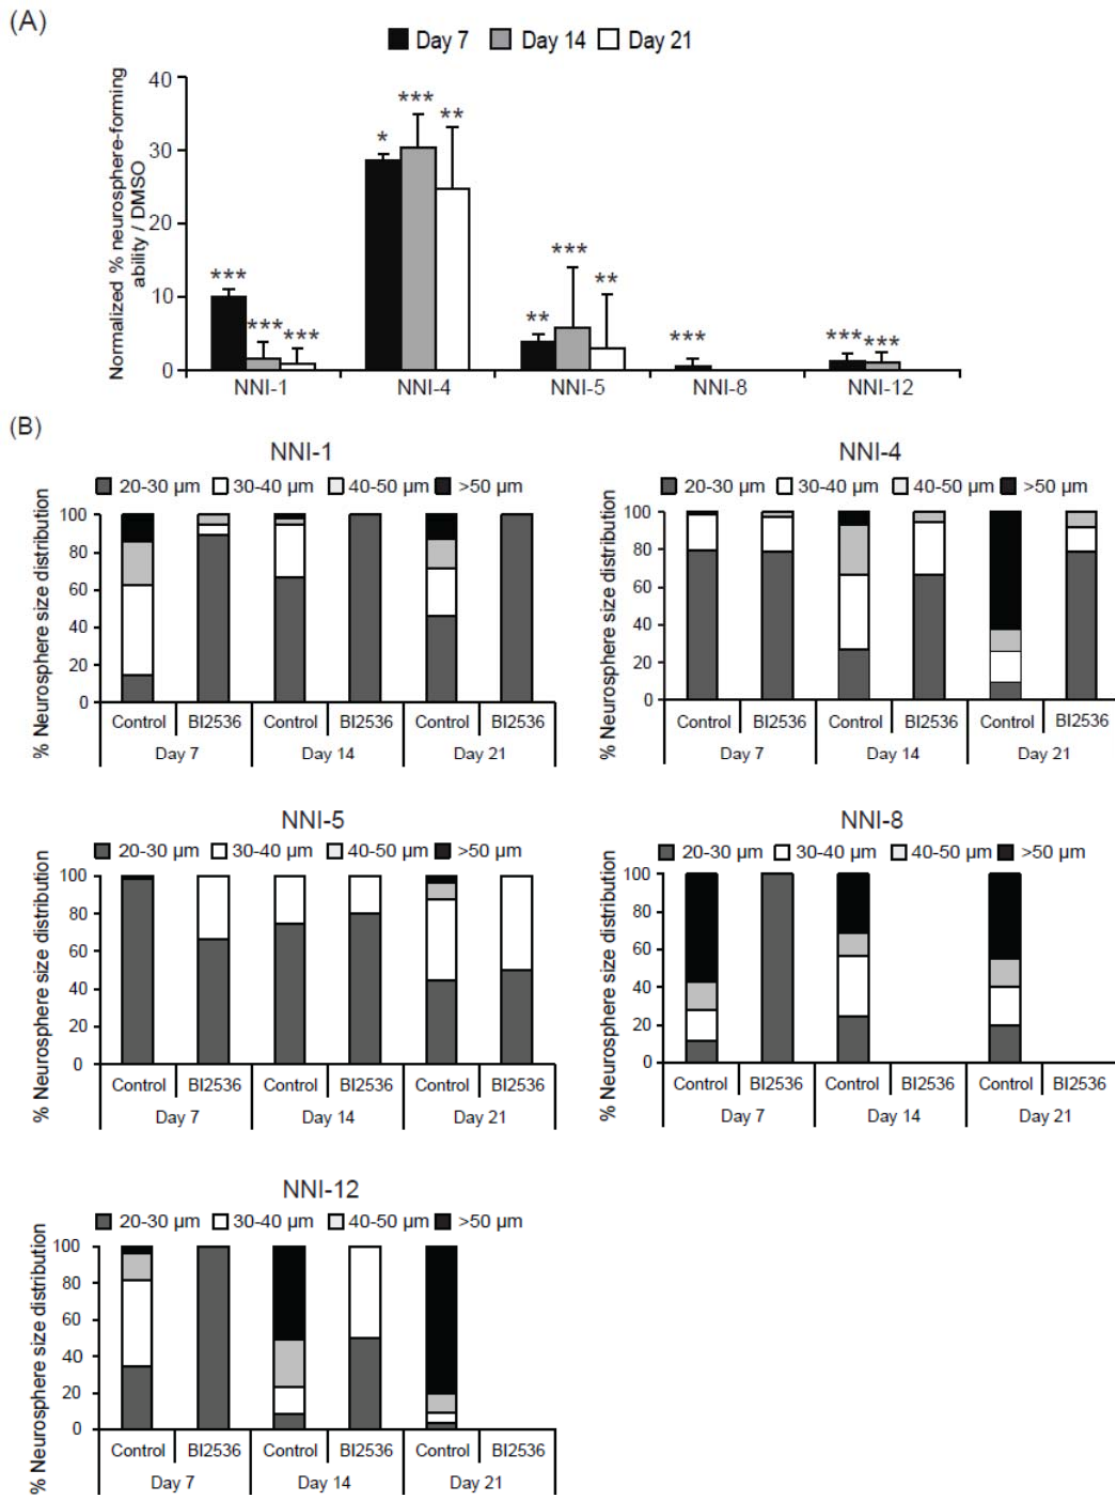 (A)
Day 7 Day 14 Day 21
Normalized % neurosphere-forming
ability / DMSO
40
30
20
10
0
*** *** ***
* *** **
** *** **
***
*** ***
NNI-1 NNI-4 NNI-5 NNI-8 NNI-12
(B)
NNI-1
20-30 µm 30-40 µm 40-50 µm >50 µm
% Neurosphere size distribution
100
80
60
40
20
0
Control BI2536 Control BI2536 Control BI2536
Day 7 Day 14 Day 21
NNI-4
20-30 µm 30-40 µm 40-50 µm >50 µm
% Neurosphere size distribution
100
80
60
40
20
0
Control BI2536 Control BI2536 Control BI2536
Day 7 Day 14 Day 21
NNI-5
20-30 µm 30-40 µm 40-50 µm >50 µm
% Neurosphere size distribution
100
80
60
40
20
0
Control BI2536 Control BI2536 Control BI2536
Day 7 Day 14 Day 21
NNI-8
20-30 µm 30-40 µm 40-50 µm >50 µm
% Neurosphere size distribution
100
80
60
40
20
0
Control BI2536 Control BI2536 Control BI2536
Day 7 Day 14 Day 21
NNI-12
20-30 µm 30-40 µm 40-50 µm >50 µm
% Neurosphere size distribution
100
80
60
40
20
0
Control BI2536 Control BI2536 Control BI2536
Day 7 Day 14 Day 21